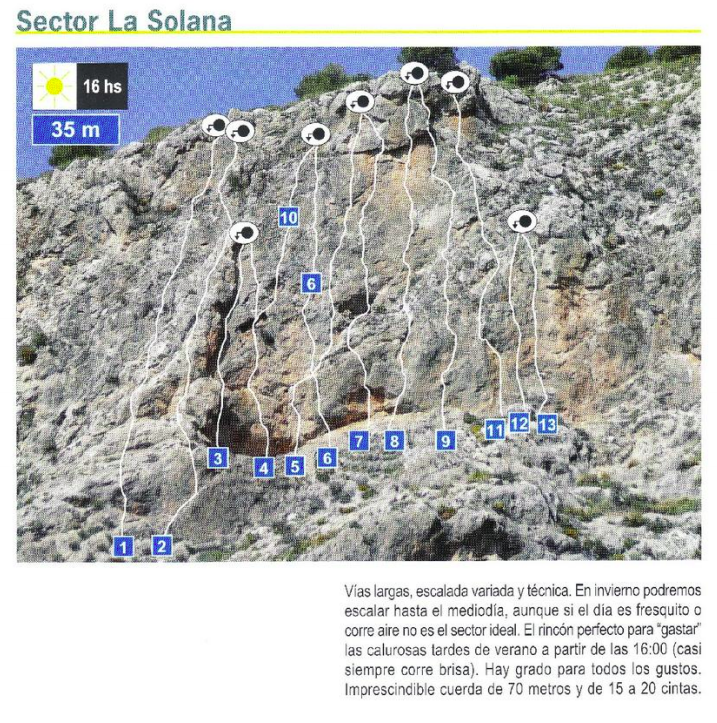 Sector La Solana
16 hs
35 m
10
6
1
2
3
4
5
6
7
8
9
11
12
13
Vías largas, escalada variada y técnica. En invierno podremos
escalar hasta el mediodía, aunque si el día es fresquito o
corre aire no es el sector ideal. El rincón perfecto para "gastar"
las calurosas tardes de verano a partir de las 16:00 (casi
siempre corre brisa). Hay grado para todos los gustos.
Imprescindible cuerda de 70 metros y de 15 a 20 cintas.